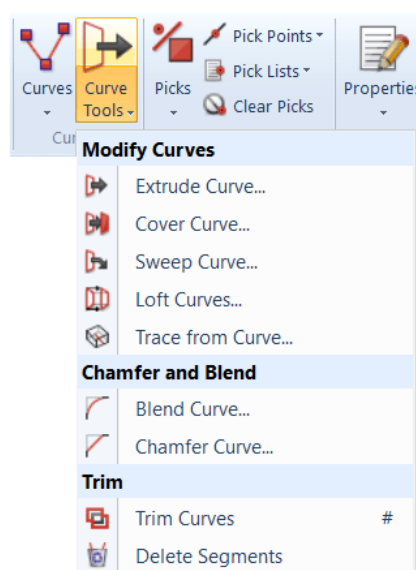 Pick Points
Pick Lists
Clear Picks
Curves
Curve
Tools
Picks
Propertie
Cur
Modify Curves
Extrude Curve...
Cover Curve...
Sweep Curve...
Loft Curves...
Trace from Curve...
Chamfer and Blend
Blend Curve...
Chamfer Curve...
Trim
Trim Curves #
Delete Segments